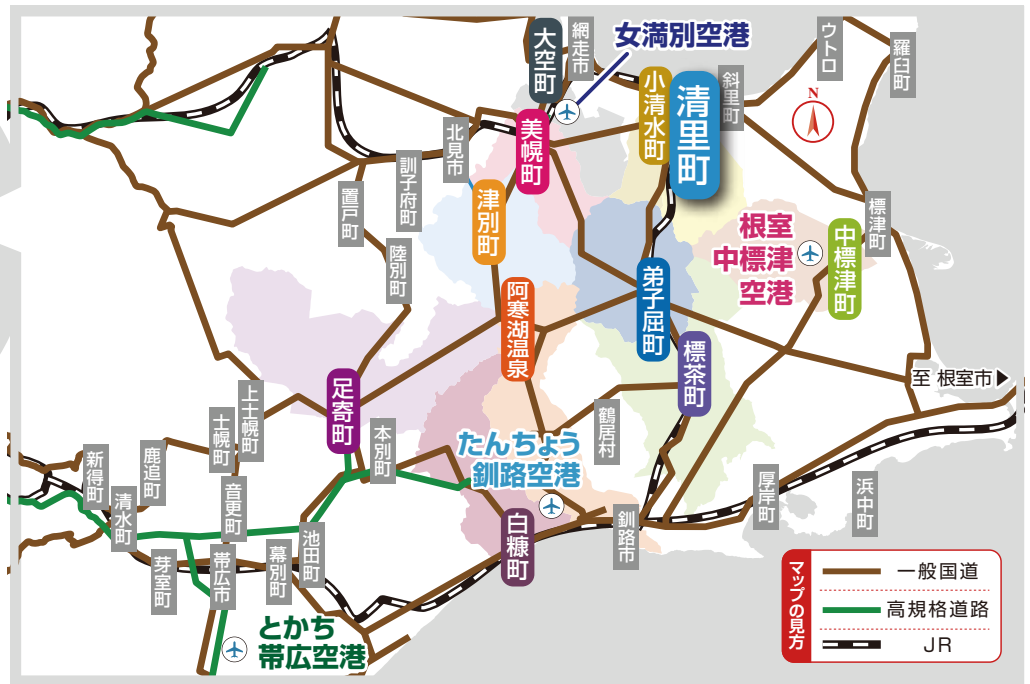 女満別空港
大空町
網走市
小清水町
清里町
斜里町
ウトロ
羅臼町
N
美幌町
北見市
訓子府町
置戸町
津別町
陸別町
根室
中標津
空港
中標津町
標津町
阿寒湖温泉
弟子屈町
標茶町
至 根室市▶
足寄町
本別町
上士幌町
士幌町
鹿追町
新得町
清水町
音更町
芽室町
帯広市
幕別町
池田町
とかち
帯広空港
たんちょう
釧路空港
鶴居村
白糠町
釧路市
厚岸町
浜中町
マップの見方
一般国道
高規格道路
JR